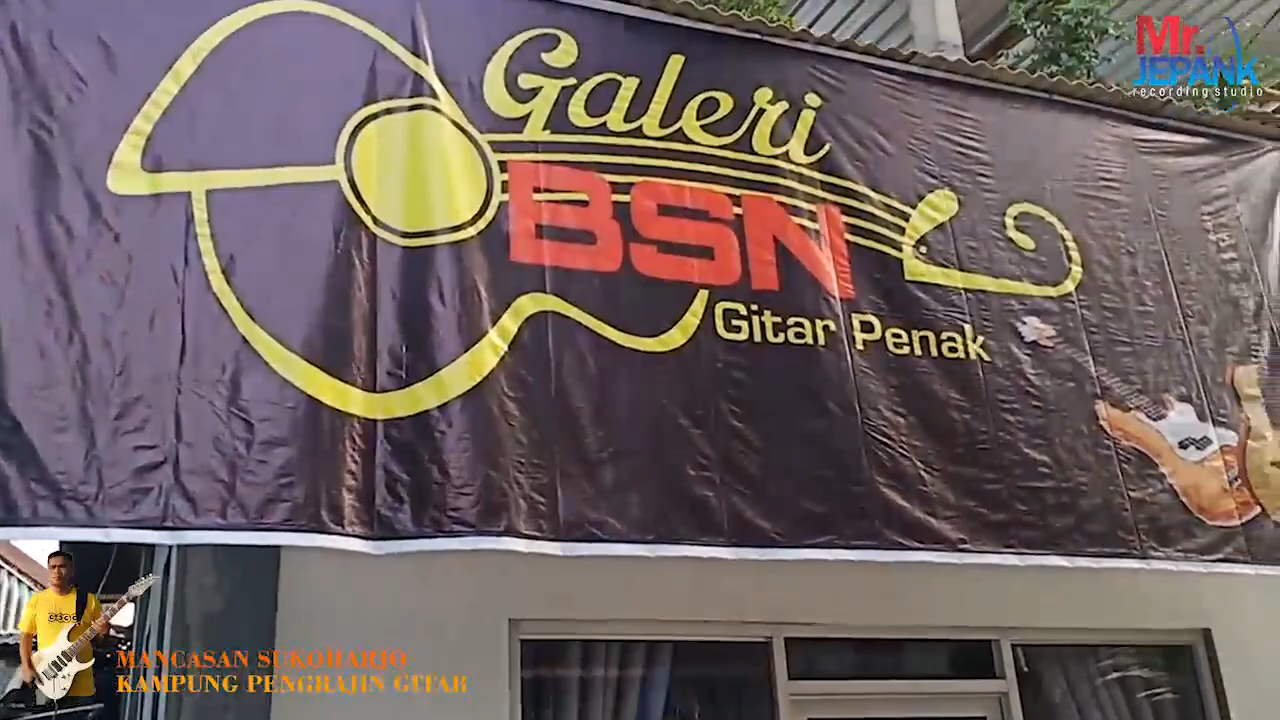 Mr.
JEPANK
recording studio
Galeri
BSN
Gitar Penak
MANCASAN SUKOHARJO
KAMPUNG PENGRAJIN GITAR